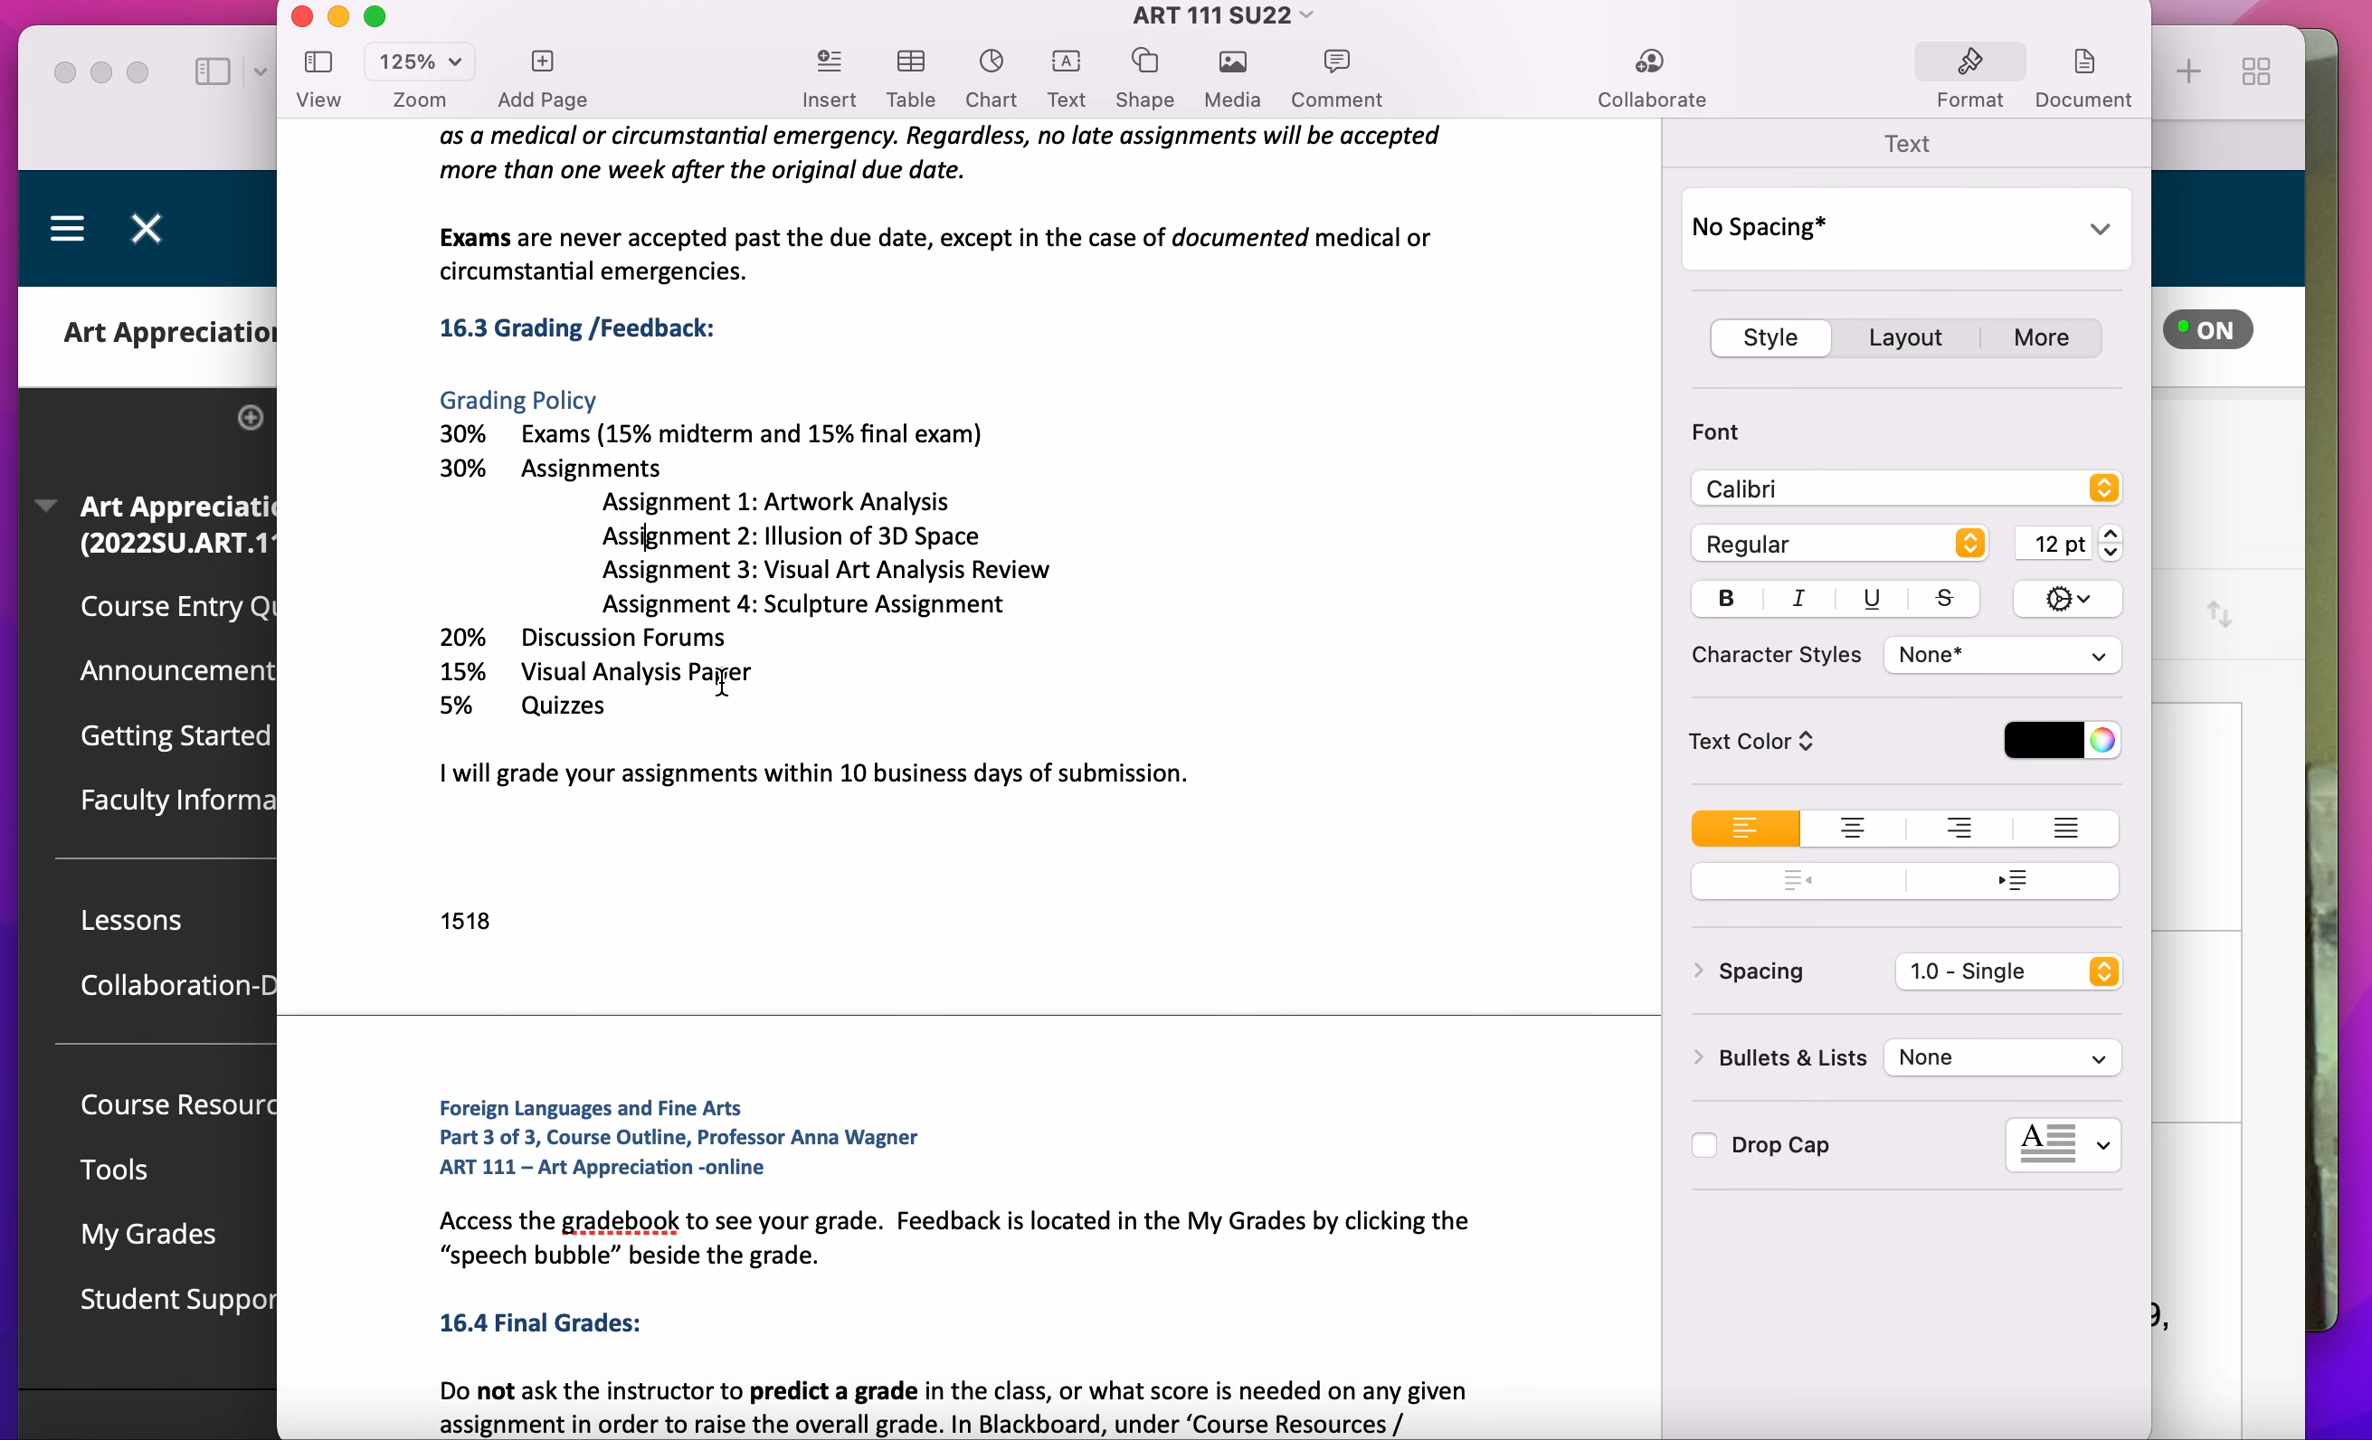 ART 111 SU22
125%
View
Zoom
Add Page
Insert
Table
Chart
Text
Shape
Media
Comment
Collaborate
Format
Document
as a medical or circumstantial emergency. Regardless, no late assignments will be accepted
more than one week after the original due date.
Exams are never accepted past the due date, except in the case of documented medical or
circumstantial emergencies.
16.3 Grading /Feedback:
Grading Policy
30% Exams (15% midterm and 15% final exam)
30% Assignments
Assignment 1: Artwork Analysis
Assignment 2: Illusion of 3D Space
Assignment 3: Visual Art Analysis Review
Assignment 4: Sculpture Assignment
20% Discussion Forums
15% Visual Analysis Paper
5% Quizzes
I will grade your assignments within 10 business days of submission.
1518
Foreign Languages and Fine Arts
Part 3 of 3, Course Outline, Professor Anna Wagner
ART 111 – Art Appreciation -online
Access the gradebook to see your grade.  Feedback is located in the My Grades by clicking the
“speech bubble” beside the grade.
16.4 Final Grades:
Do not ask the instructor to predict a grade in the class, or what score is needed on any given
assignment in order to raise the overall grade. In Blackboard, under ‘Course Resources /
Text
No Spacing*
Style
Layout
More
Font
Calibri
Regular
12 pt
B I U S
Character Styles
None*
Text Color
Spacing
1.0 - Single
Bullets & Lists
None
Drop Cap
A
Art Appreciation
Art Appreciatic
(2022SU.ART.11
Course Entry Qu
Announcement
Getting Started
Faculty Informa
Lessons
Collaboration-D
Course Resourc
Tools
My Grades
Student Suppor
ON
9,